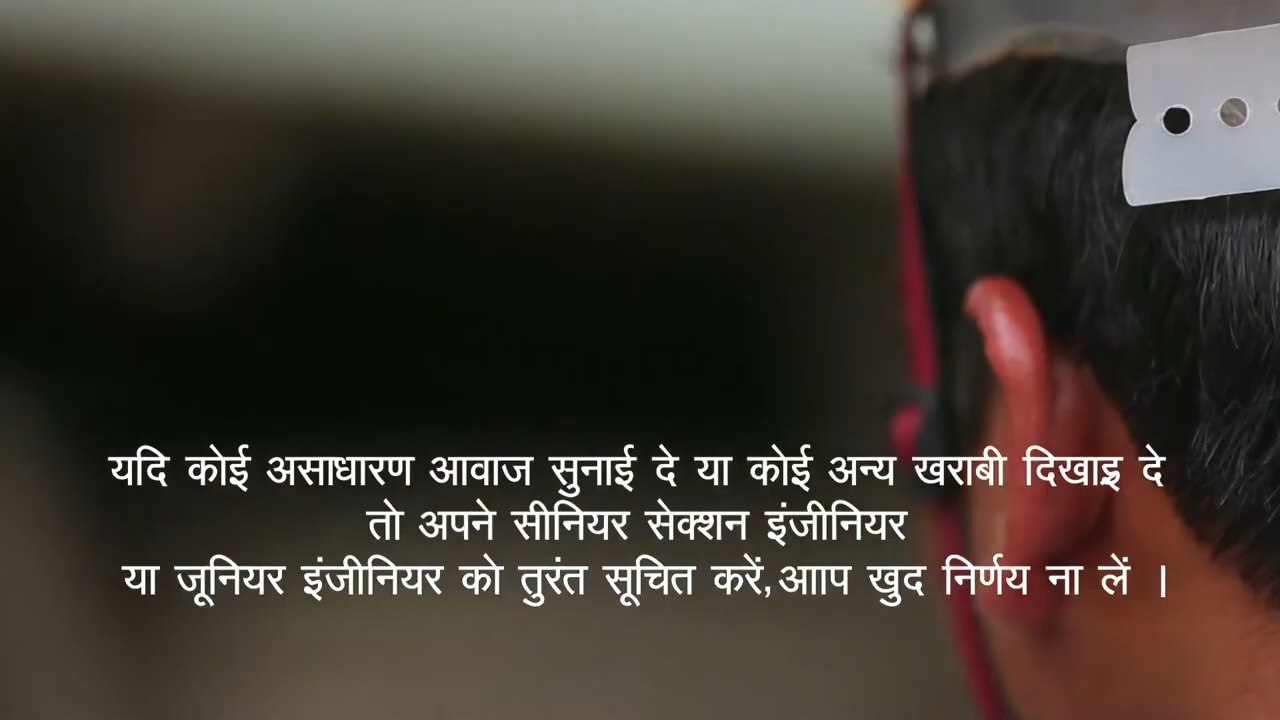 यदि कोई असाधारण आवाज सुनाई दे या कोई अन्य खराबी दिखाइ दे
तो अपने सीनियर सेक्शन इंजीनियर
या जूनियर इंजीनियर को तुरंत सूचित करें,आाप खुद निर्णय ना लें ।